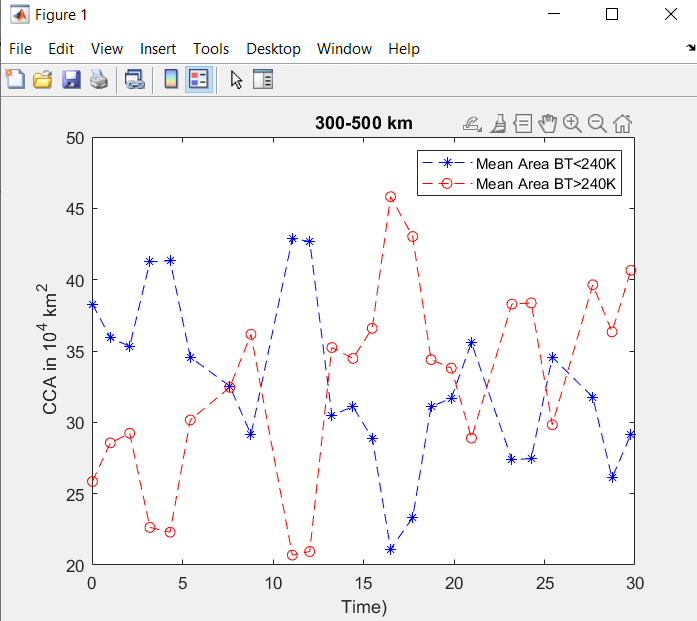 Figure 1
File Edit View Insert Tools Desktop Window Help
300-500 km
Mean Area BT<240K
Mean Area BT>240K
CCA in 10^4 km^2
50
45
40
35
30
25
20
0 5 10 15 20 25 30
Time)